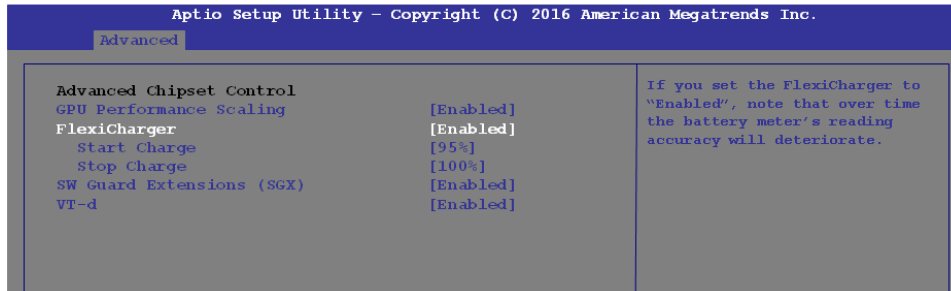 Aptio Setup Utility – Copyright (C) 2016 American Megatrends Inc.
Advanced
Advanced Chipset Control
GPU Performance Scaling [Enabled]
FlexiCharger [Enabled]
Start Charge [95%]
Stop Charge [100%]
SW Guard Extensions (SGX) [Enabled]
VT-d [Enabled]
If you set the FlexiCharger to
“Enabled”, note that over time
the battery meter’s reading
accuracy will deteriorate.